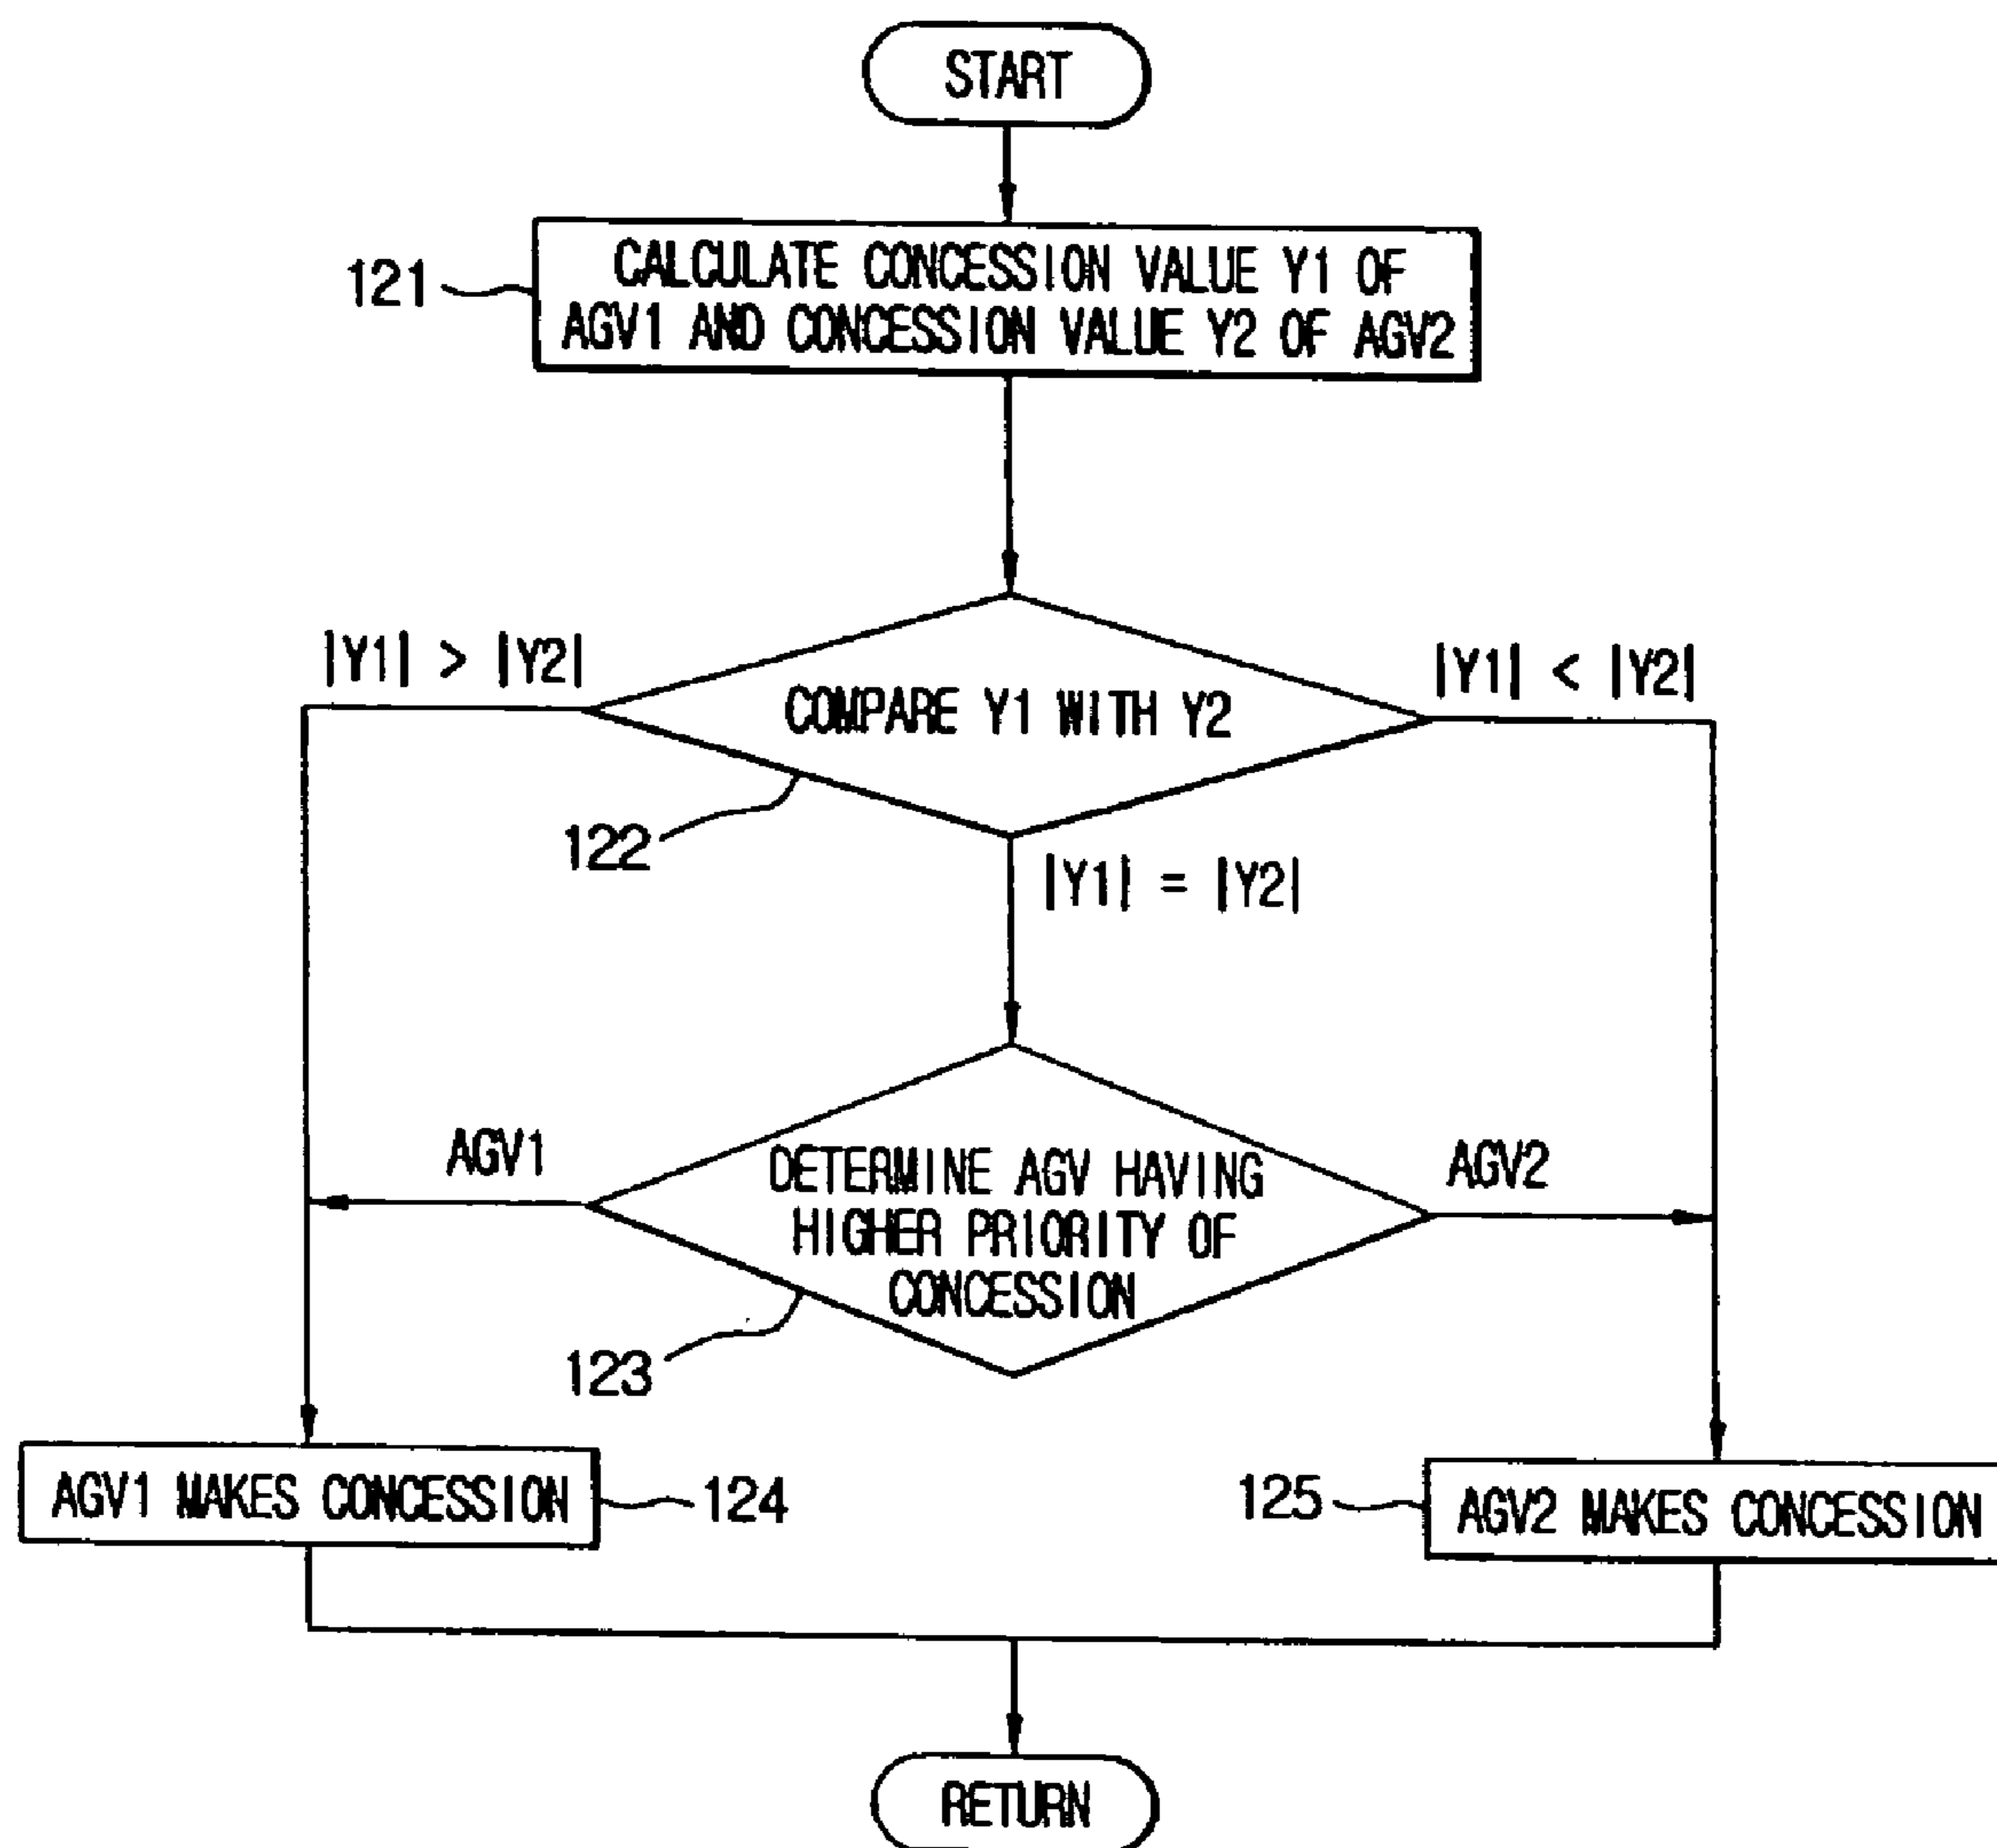 START
121
CALCULATE CONCESSION VALUE Y1 OF
AGV1 AND CONCESSION VALUE Y2 OF AGV2
|Y1| > |Y2|
|Y1| < |Y2|
COMPARE Y1 WITH Y2
122
|Y1| = |Y2|
AGV1
AGV2
DETERMINE AGV HAVING
HIGHER PRIORITY OF
CONCESSION
123
AGV1 MAKES CONCESSION
124
125
AGV2 MAKES CONCESSION
RETURN